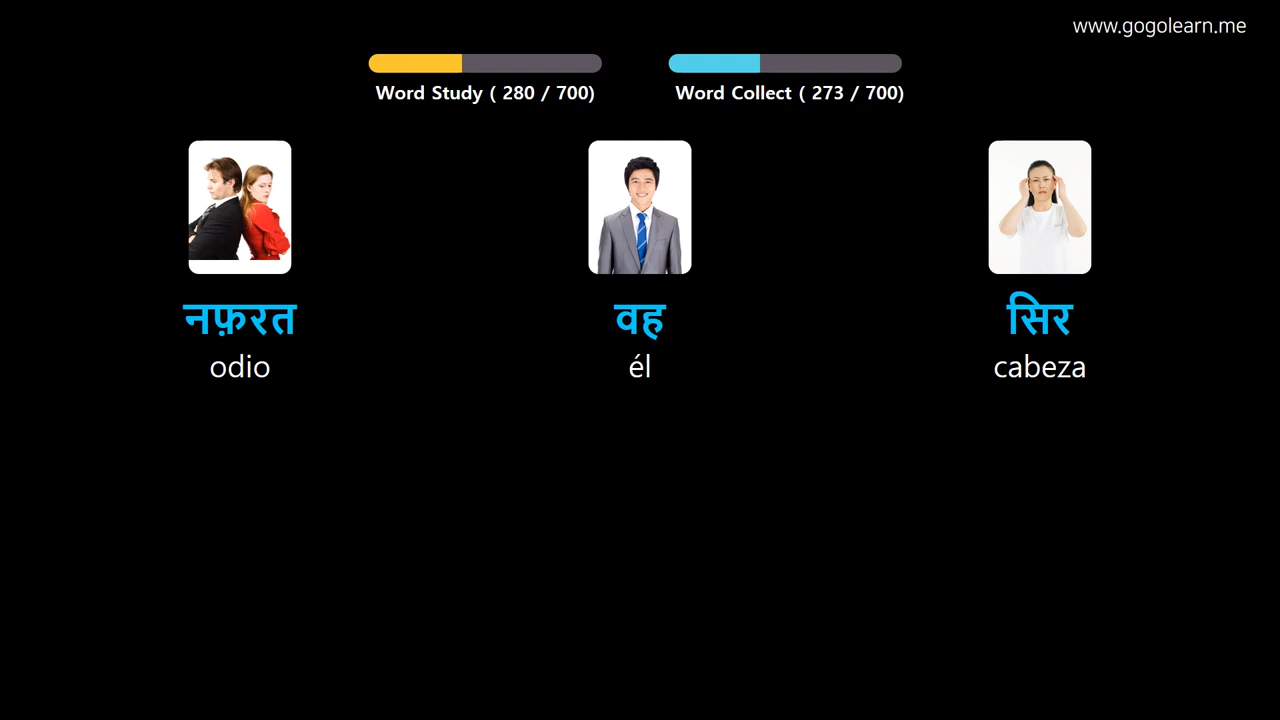 www.gogolearn.me
Word Study ( 280 / 700)
Word Collect ( 273 / 700)
नफ़रत
odio
वह
él
सिर
cabeza